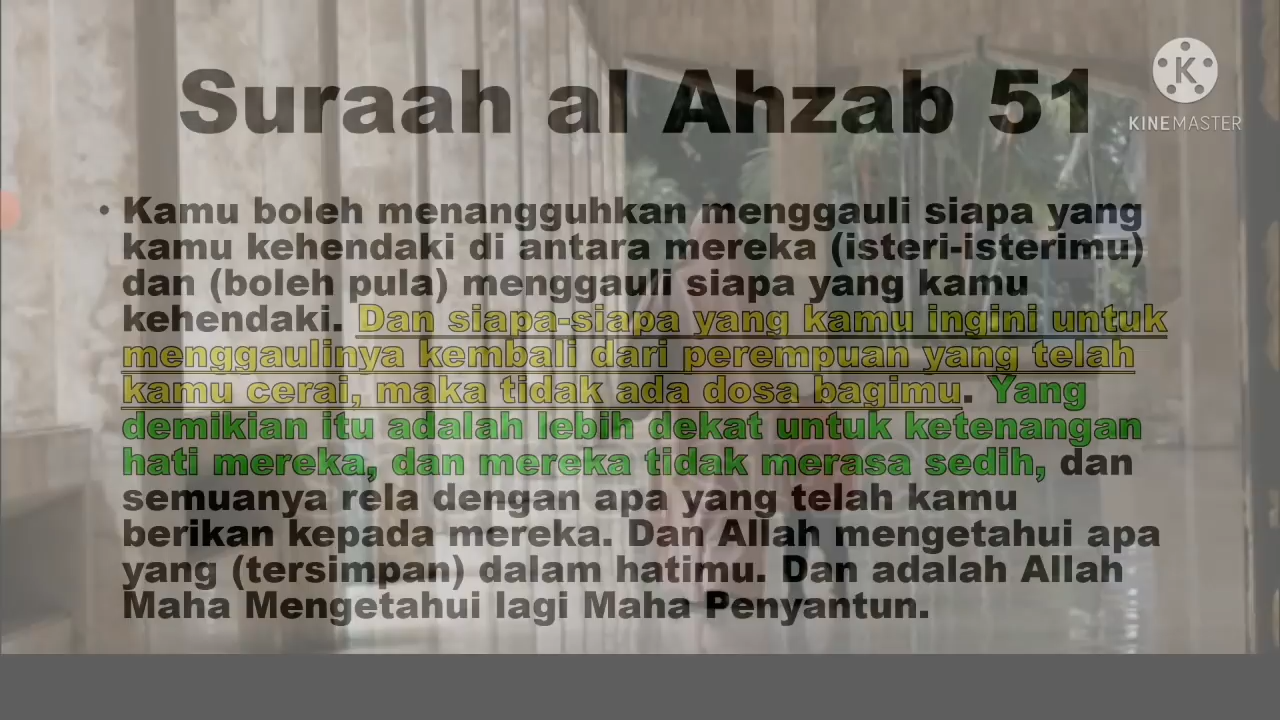 Suraah al Ahzab 51
KINEMASTER
• Kamu boleh menangguhkan menggauli siapa yang
kamu kehendaki di antara mereka (isteri-isterimu)
dan (boleh pula) menggauli siapa yang kamu
kehendaki. Dan siapa-siapa yang kamu ingini untuk
menggaulinya kembali dari perempuan yang telah
kamu cerai, maka tidak ada dosa bagimu. Yang
demikian itu adalah lebih dekat untuk ketenangan
hati mereka, dan mereka tidak merasa sedih, dan
semuanya rela dengan apa yang telah kamu
berikan kepada mereka. Dan Allah mengetahui apa
yang (tersimpan) dalam hatimu. Dan adalah Allah
Maha Mengetahui lagi Maha Penyantun.